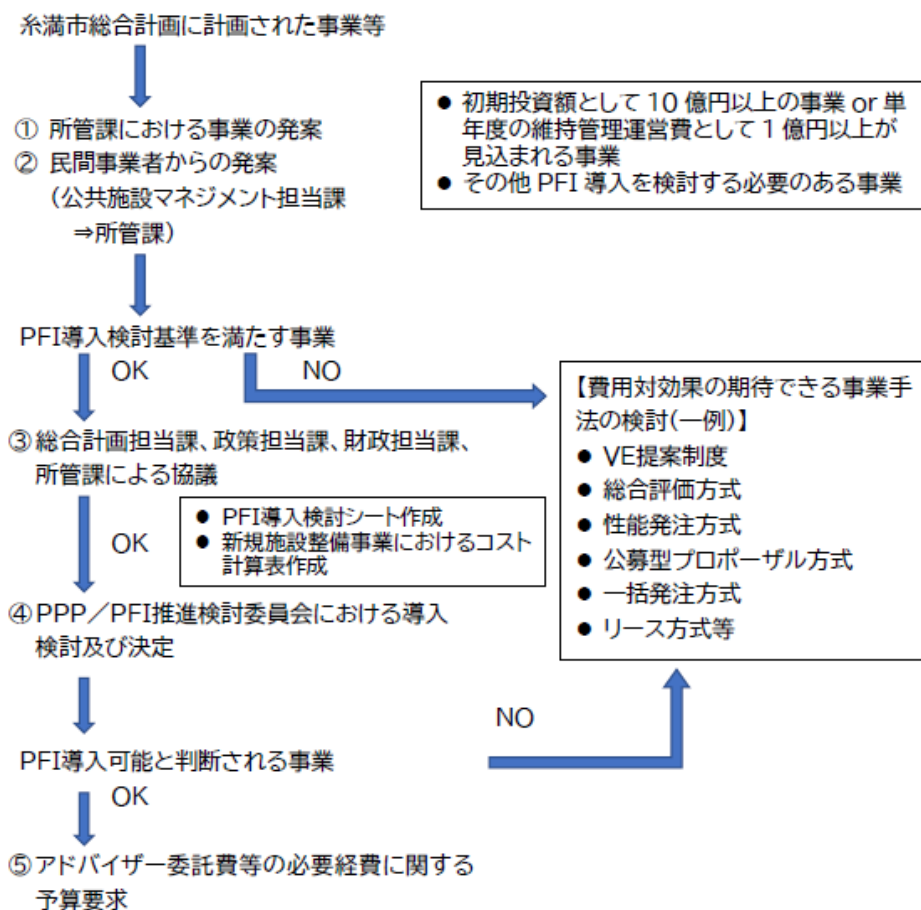 糸満市総合計画に計画された事業等
① 所管課における事業の発案
② 民間事業者からの発案
（公共施設マネジメント担当課
⇒所管課）
● 初期投資額として 10 億円以上の事業 or 単
年度の維持管理運営費として 1 億円以上が
見込まれる事業
● その他 PFI 導入を検討する必要のある事業
PFI導入検討基準を満たす事業
OK
NO
③ 総合計画担当課、政策担当課、財政担当課、
所管課による協議
OK
● PFI導入検討シート作成
● 新規施設整備事業におけるコスト
計算表作成
【費用対効果の期待できる事業手
法の検討(一例)】
● VE提案制度
● 総合評価方式
● 性能発注方式
● 公募型プロポーザル方式
● 一括発注方式
● リース方式等
④ PPP／PFI推進検討委員会における導入
検討及び決定
NO
PFI導入可能と判断される事業
OK
⑤ アドバイザー委託費等の必要経費に関する
予算要求